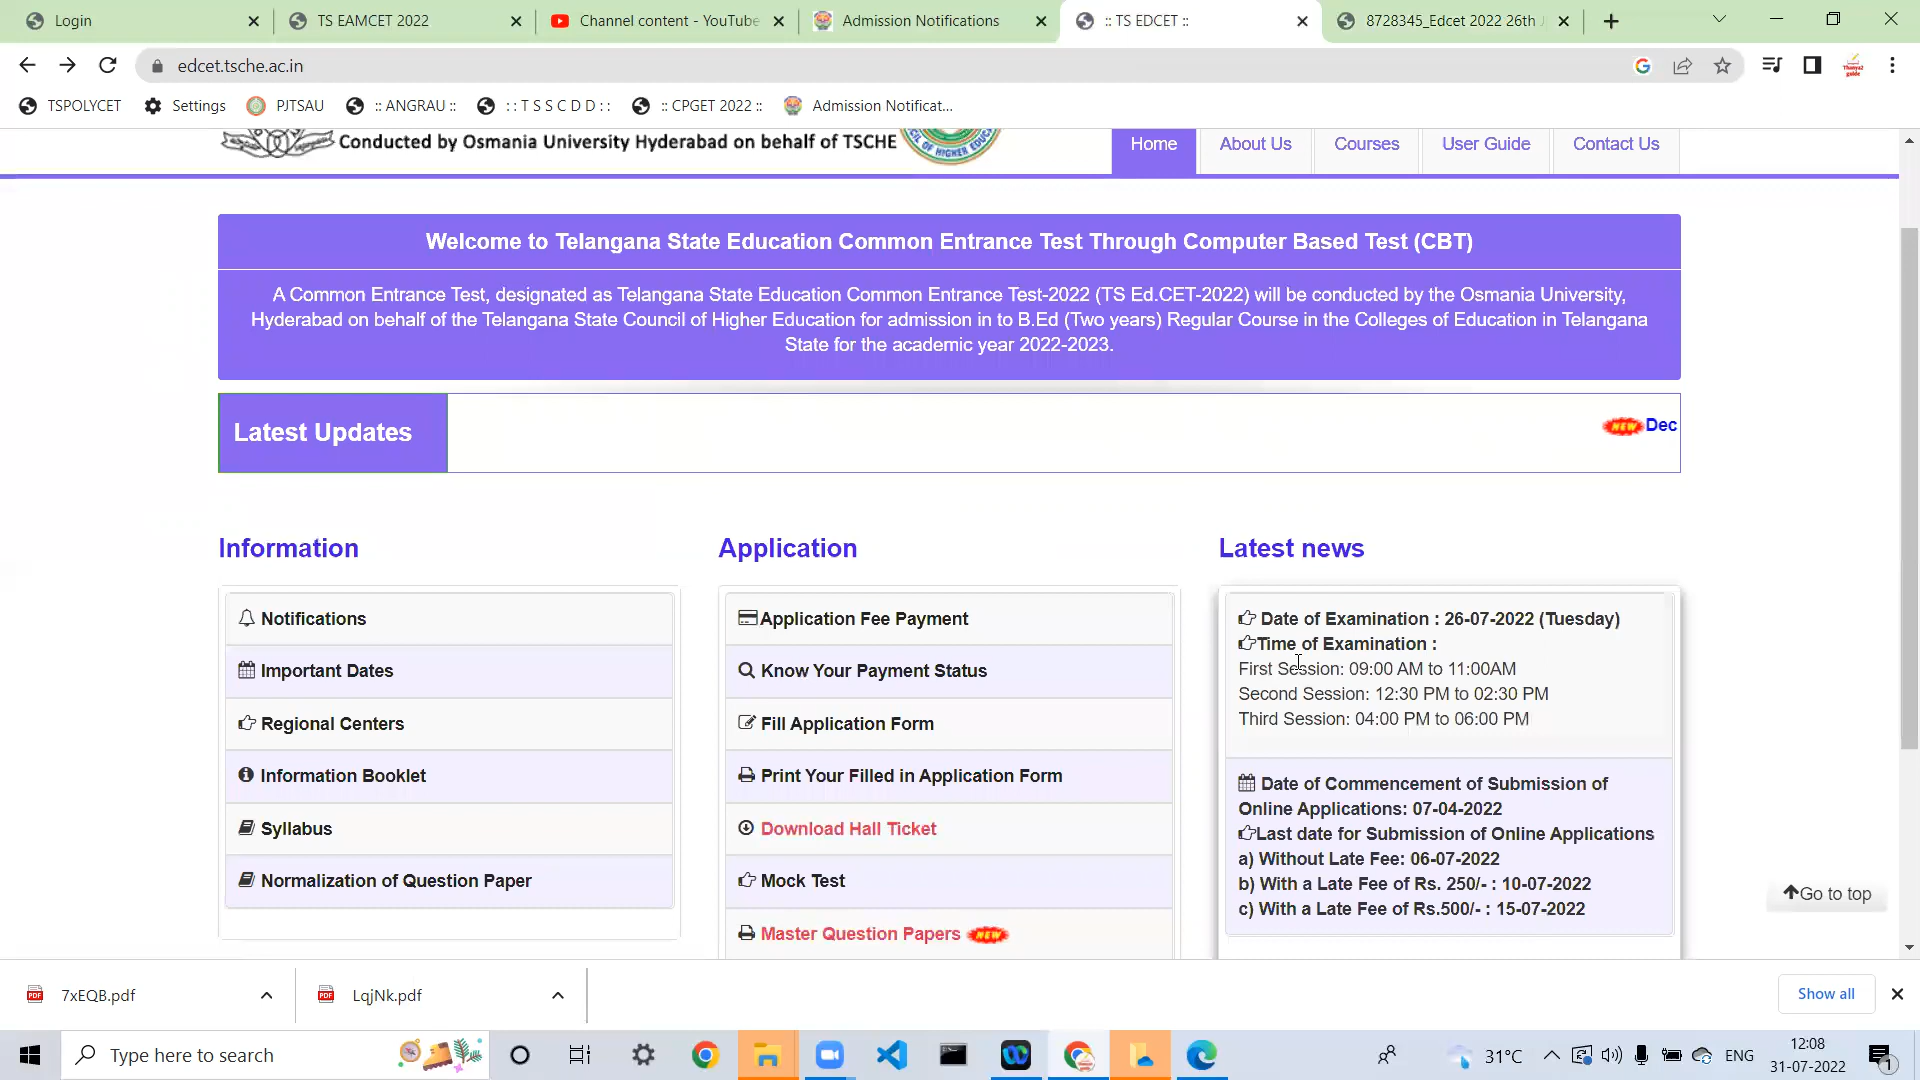 Login
TS EAMCET 2022
Channel content - YouTube
Admission Notifications
:: TS EDCET ::
8728345_Edcet 2022 26th
edcet.tsche.ac.in
TSPOLYCET
Settings
PJTSAU
:: ANGRAU ::
: : T S S C D D : :
:: CPGET 2022 ::
Admission Notificat...
Conducted by Osmania University Hyderabad on behalf of TSCHE
Home
About Us
Courses
User Guide
Contact Us
Welcome to Telangana State Education Common Entrance Test Through Computer Based Test (CBT)
A Common Entrance Test, designated as Telangana State Education Common Entrance Test-2022 (TS Ed.CET-2022) will be conducted by the Osmania University,
Hyderabad on behalf of the Telangana State Council of Higher Education for admission in to B.Ed (Two years) Regular Course in the Colleges of Education in Telangana
State for the academic year 2022-2023.
Latest Updates
NEW Dec
Information
Notifications
Important Dates
Regional Centers
Information Booklet
Syllabus
Normalization of Question Paper
Application
Application Fee Payment
Know Your Payment Status
Fill Application Form
Print Your Filled in Application Form
Download Hall Ticket
Mock Test
Master Question Papers NEW
Latest news
Date of Examination : 26-07-2022 (Tuesday)
Time of Examination :
First Session: 09:00 AM to 11:00AM
Second Session: 12:30 PM to 02:30 PM
Third Session: 04:00 PM to 06:00 PM
Date of Commencement of Submission of
Online Applications: 07-04-2022
Last date for Submission of Online Applications
a) Without Late Fee: 06-07-2022
b) With a Late Fee of Rs. 250/- : 10-07-2022
c) With a Late Fee of Rs.500/- : 15-07-2022
Go to top
7xEQB.pdf
LqjNk.pdf
Show all
Type here to search
31°C
ENG
12:08
31-07-2022
1